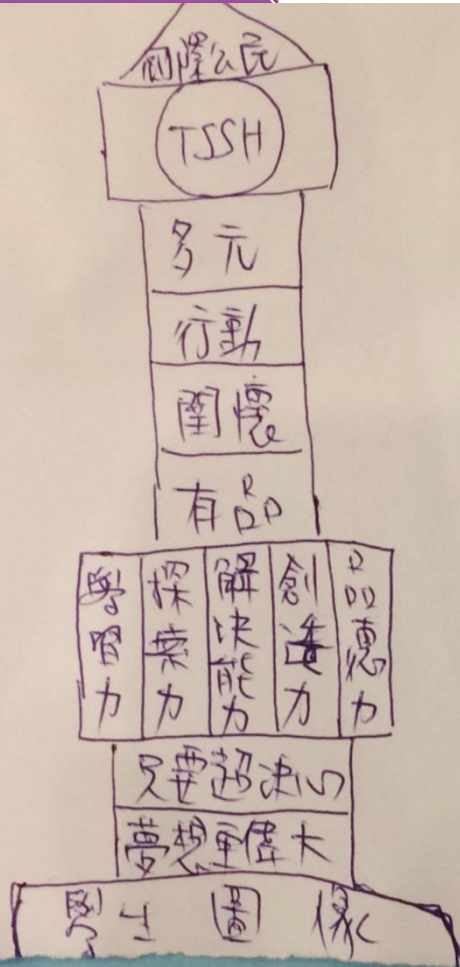 國際公民
TSSH
多元
行動
關懷
有品
學習力
探索力
解決能力
創造力
品德力
只要超決心
夢想更偉大
學生圖像